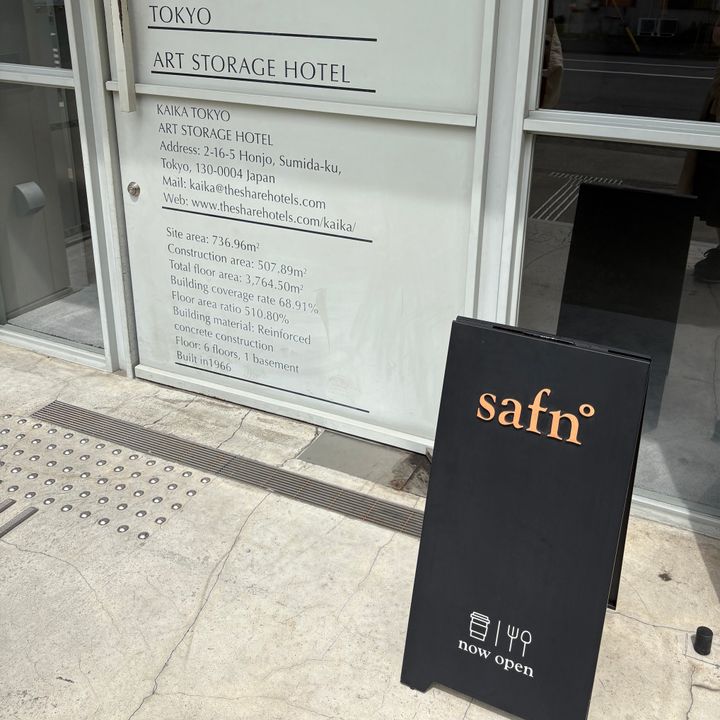 TOKYO
ART STORAGE HOTEL
KAIKA TOKYO
ART STORAGE HOTEL
Address: 2-16-5 Honjo, Sumida-ku,
Tokyo, 130-0004 Japan
Mail: kaika@thesharehotels.com
Web: www.thesharehotels.com/kaika/
Site area: 736.96m²
Construction area: 507.89m²
Total floor area: 3,764.50m²
Building coverage rate 68.91%
Floor area ratio 510.80%
Building material: Reinforced
concrete construction
Floor: 6 floors, 1 basement
Built in1966
safn°
now open